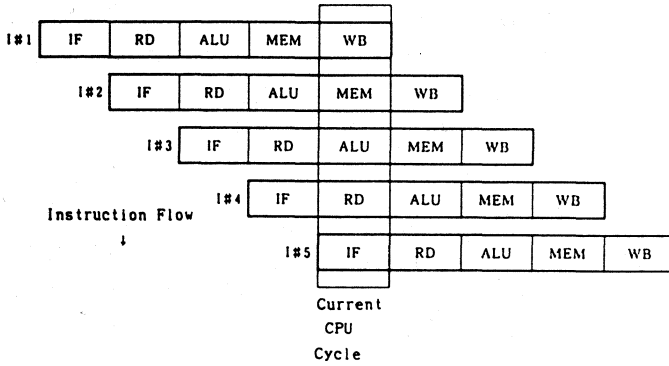 I#1 IF RD ALU MEM WB
I#2 IF RD ALU MEM WB
I#3 IF RD ALU MEM WB
I#4 IF RD ALU MEM WB
Instruction Flow
↓
I#5 IF RD ALU MEM WB
Current
CPU
Cycle